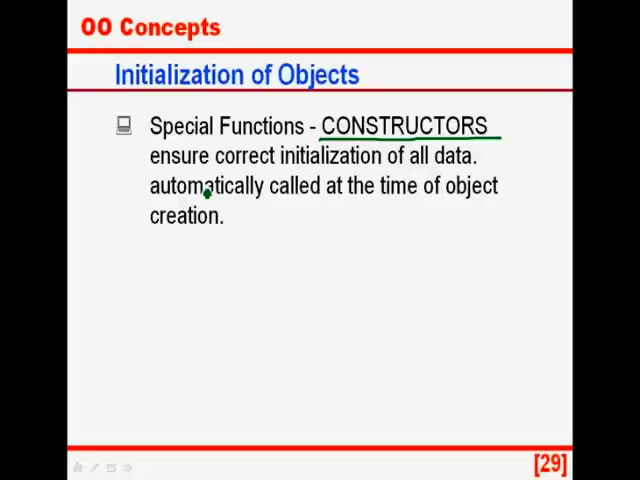 OO Concepts
Initialization of Objects
Special Functions - CONSTRUCTORS
ensure correct initialization of all data.
automatically called at the time of object
creation.
[29]